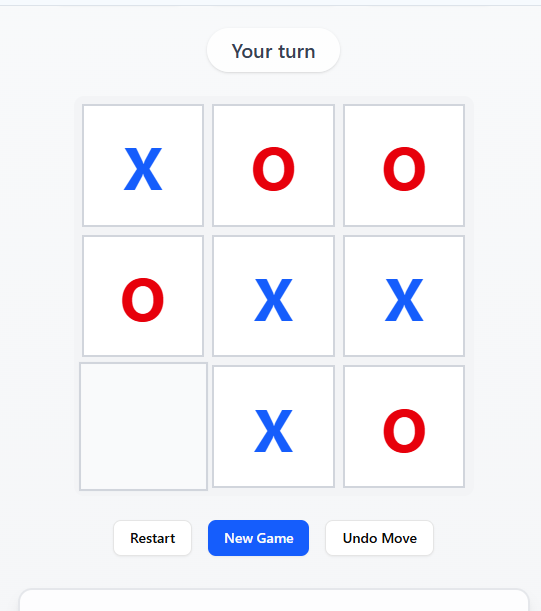 Your turn
X O O
O X X
X O
Restart New Game Undo Move